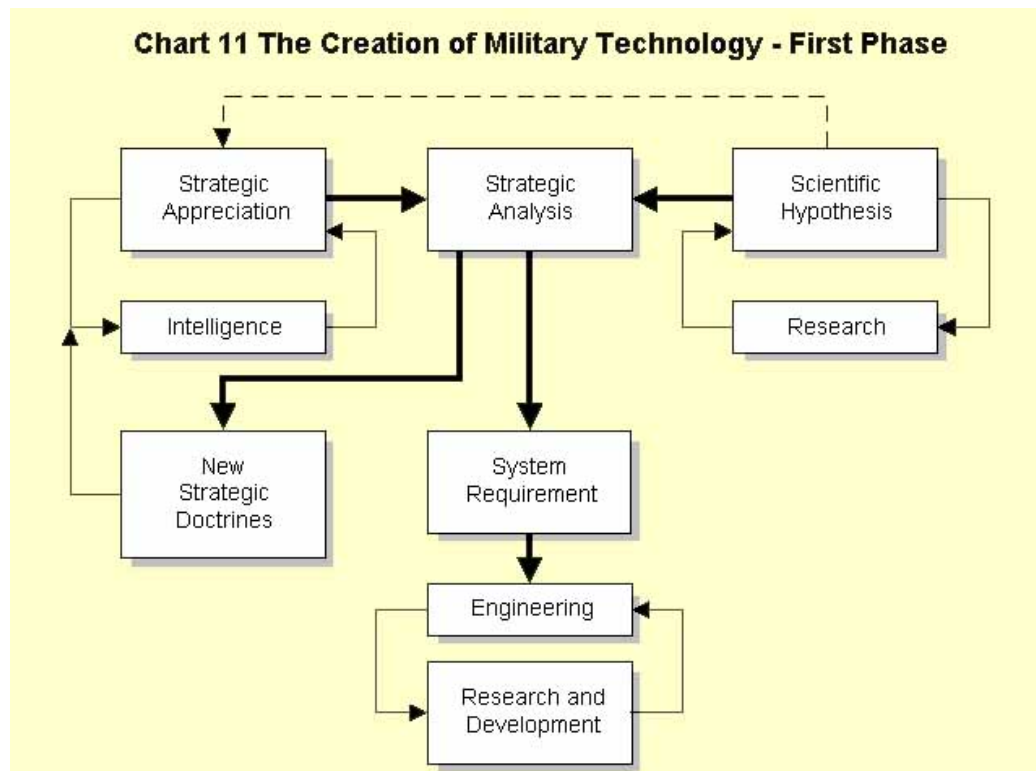 Chart 11 The Creation of Military Technology - First Phase
Strategic
Appreciation
Strategic
Analysis
Scientific
Hypothesis
Intelligence
Research
New
Strategic
Doctrines
System
Requirement
Engineering
Research and
Development